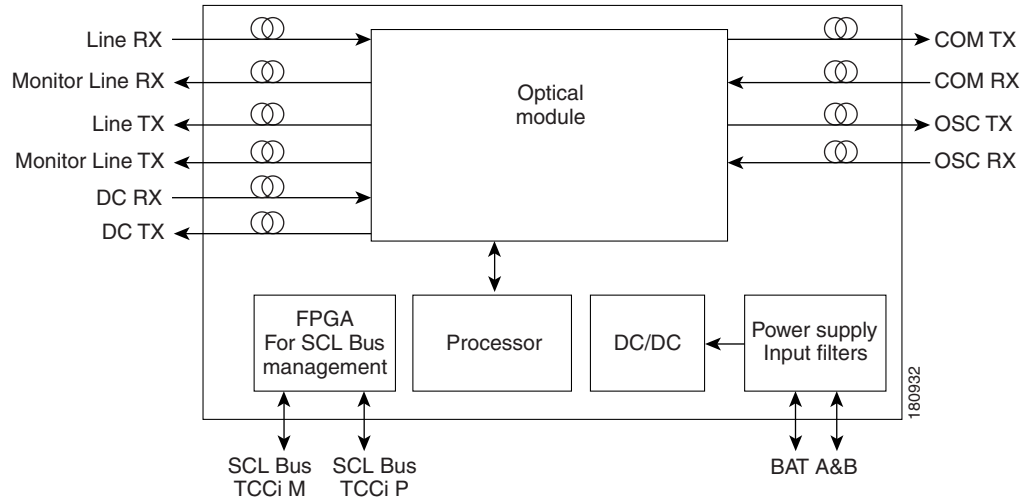 Line RX
COM TX
Monitor Line RX
COM RX
Optical
module
Line TX
OSC TX
Monitor Line TX
OSC RX
DC RX
DC TX
FPGA
For SCL Bus
management
Processor
DC/DC
Power supply
Input filters
180932
SCL Bus
TCCi M
SCL Bus
TCCi P
BAT A&B